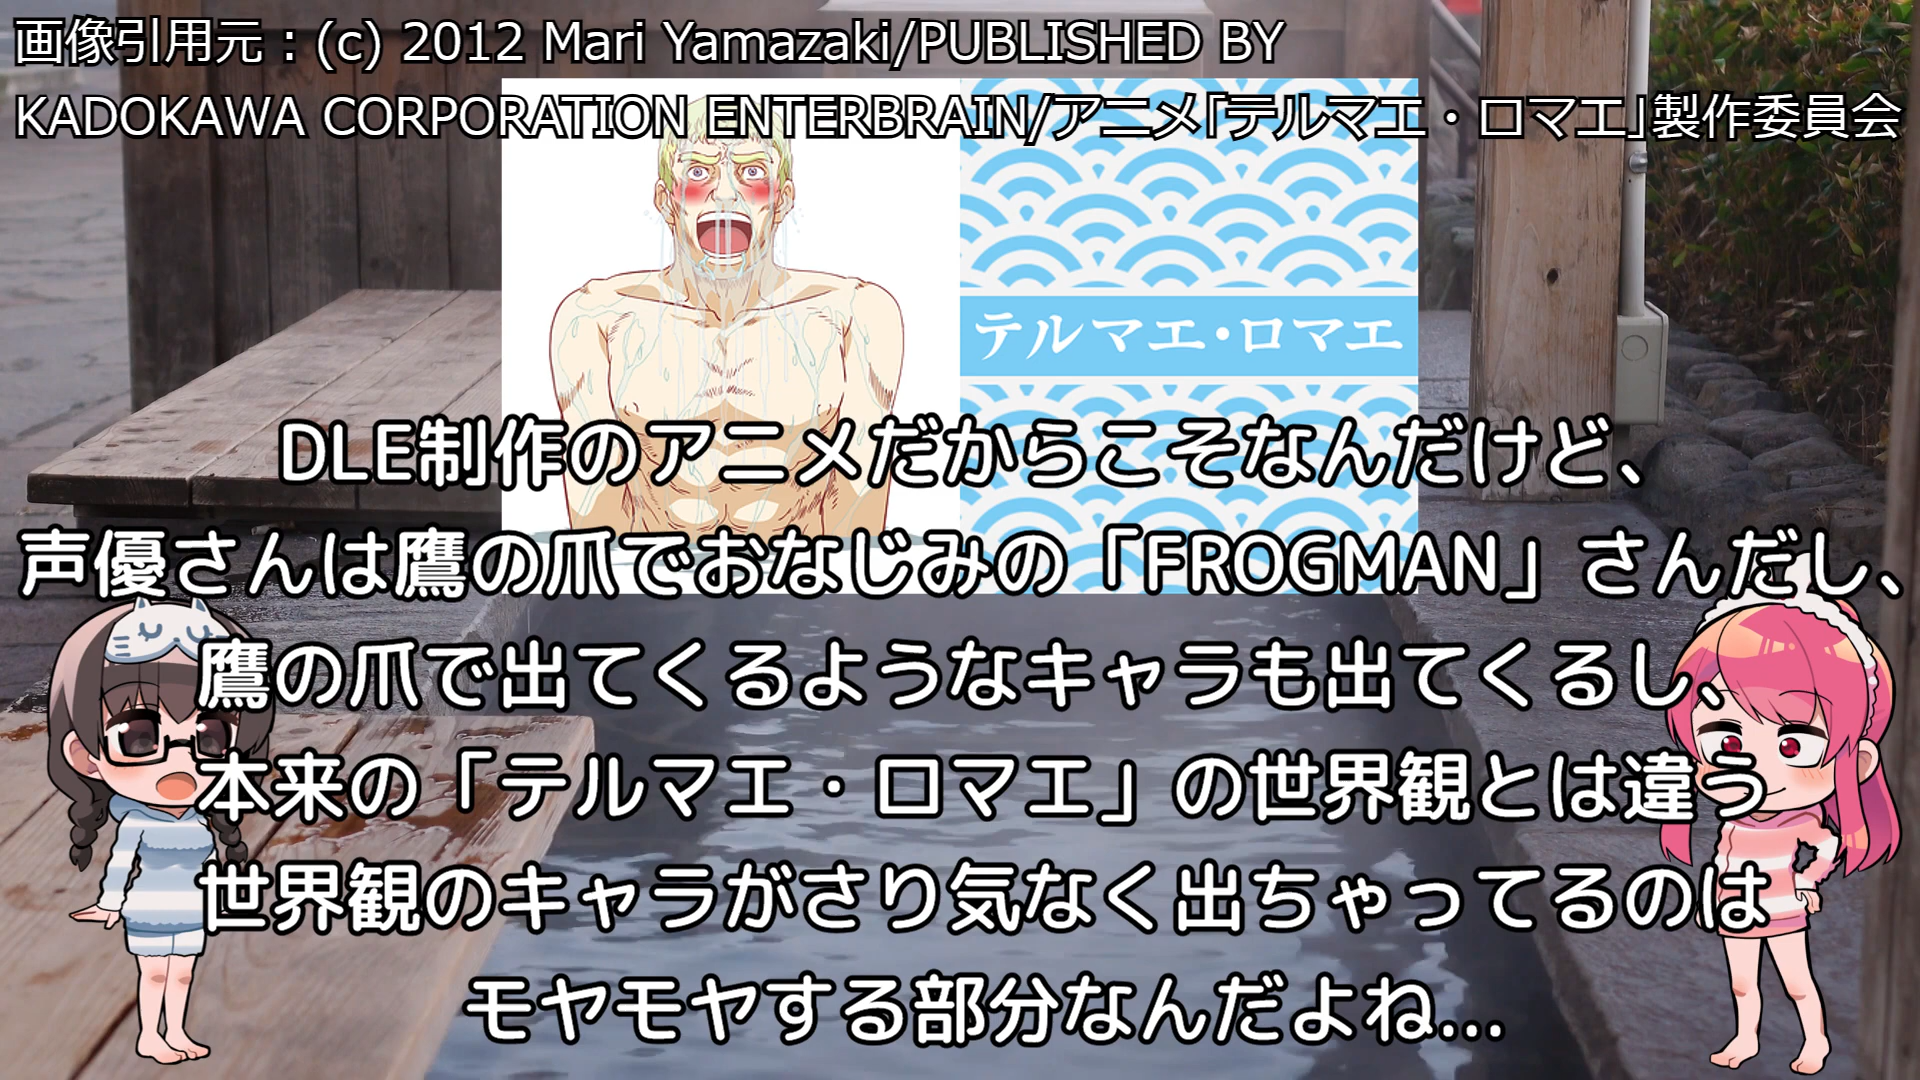 画像引用元：(c) 2012 Mari Yamazaki/PUBLISHED BY
KADOKAWA CORPORATION ENTERBRAIN/アニメ｢テルマエ・ロマエ｣製作委員会
テルマエ・ロマエ
DLE制作のアニメだからこそなんだけど、
声優さんは鷹の爪でおなじみの「FROGMAN」さんだし、
鷹の爪で出てくるようなキャラも出てくるし、
本来の「テルマエ・ロマエ」の世界観とは違う
世界観のキャラがさり気なく出ちゃってるのは
モヤモヤする部分なんだよね...